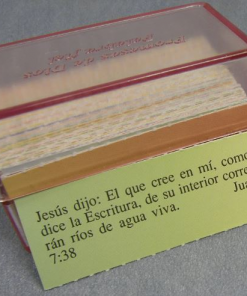 Jesús dijo: El que cree en mí, como
dice la Escritura, de su interior corre-
rán ríos de agua viva. Jua
7:38